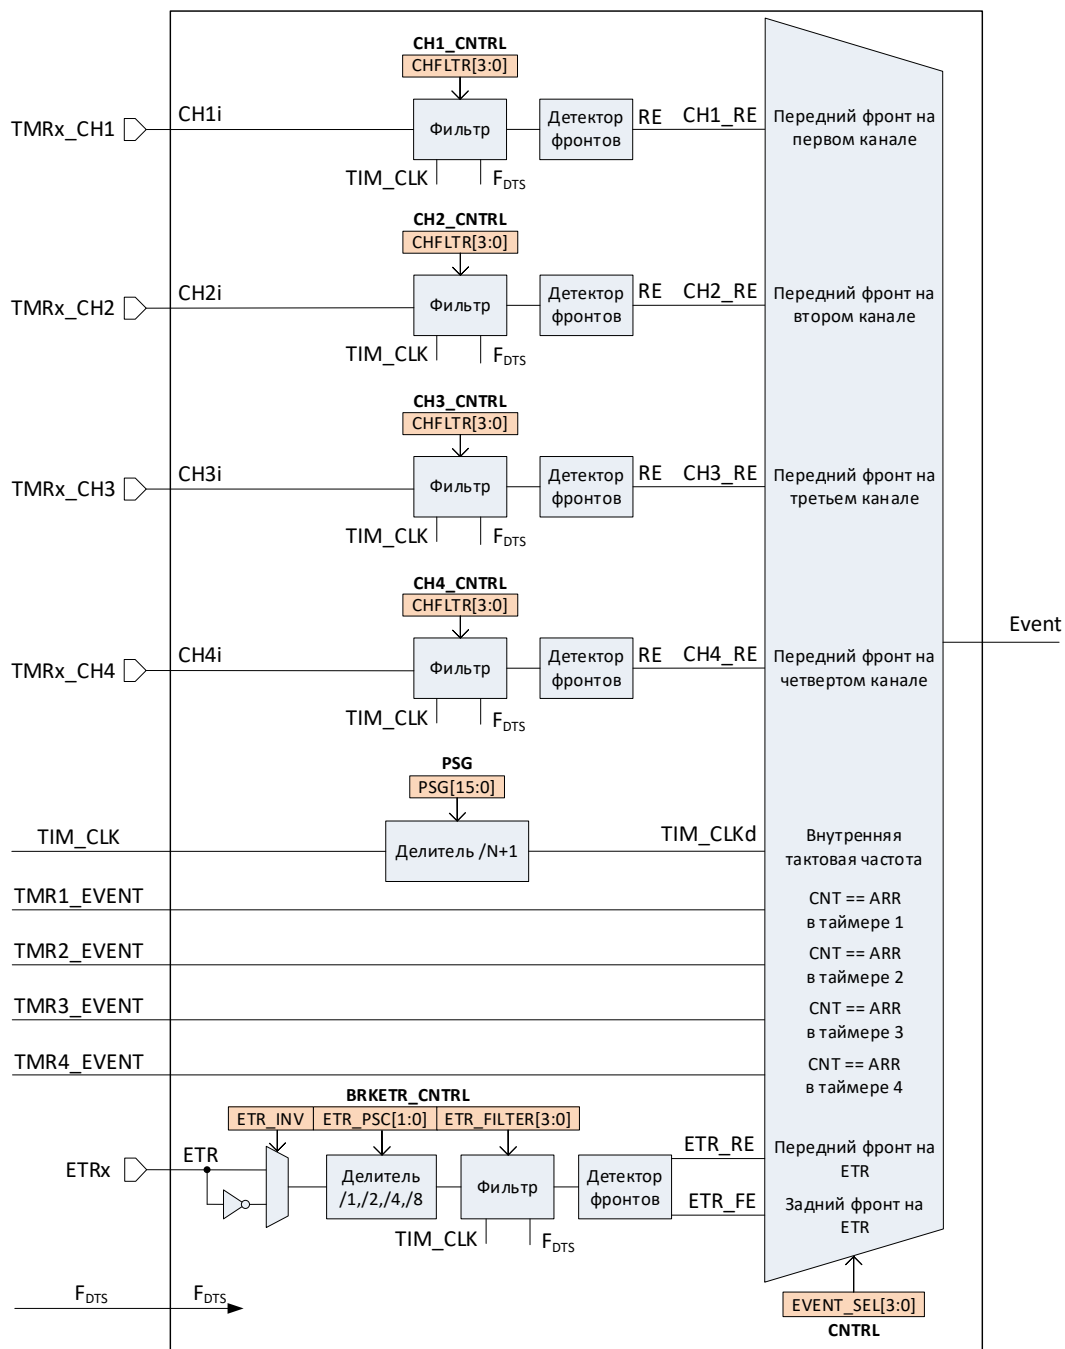 CH1_CNTRL
CHFLTR[3:0]
TMRx_CH1
CH1i
Фильтр
Детектор
фронтов
RE
CH1_RE
Передний фронт на
первом канале
TIM_CLK
FDTS
CH2_CNTRL
CHFLTR[3:0]
TMRx_CH2
CH2i
Фильтр
Детектор
фронтов
RE
CH2_RE
Передний фронт на
втором канале
TIM_CLK
FDTS
CH3_CNTRL
CHFLTR[3:0]
TMRx_CH3
CH3i
Фильтр
Детектор
фронтов
RE
CH3_RE
Передний фронт на
третьем канале
TIM_CLK
FDTS
CH4_CNTRL
CHFLTR[3:0]
Event
TMRx_CH4
CH4i
Фильтр
Детектор
фронтов
RE
CH4_RE
Передний фронт на
четвертом канале
TIM_CLK
FDTS
PSG
PSG[15:0]
TIM_CLK
Делитель /N+1
TIM_CLKd
Внутренняя
тактовая частота
TMR1_EVENT
CNT == ARR
в таймере 1
TMR2_EVENT
CNT == ARR
в таймере 2
TMR3_EVENT
CNT == ARR
в таймере 3
TMR4_EVENT
CNT == ARR
в таймере 4
BRKETR_CNTRL
ETR_INV
ETR_PSC[1:0]
ETR_FILTER[3:0]
ETRx
ETR
Делитель
/1,/2,/4,/8
Фильтр
Детектор
фронтов
ETR_RE
Передний фронт на
ETR
ETR_FE
Задний фронт на
ETR
TIM_CLK
FDTS
FDTS
FDTS
EVENT_SEL[3:0]
CNTRL